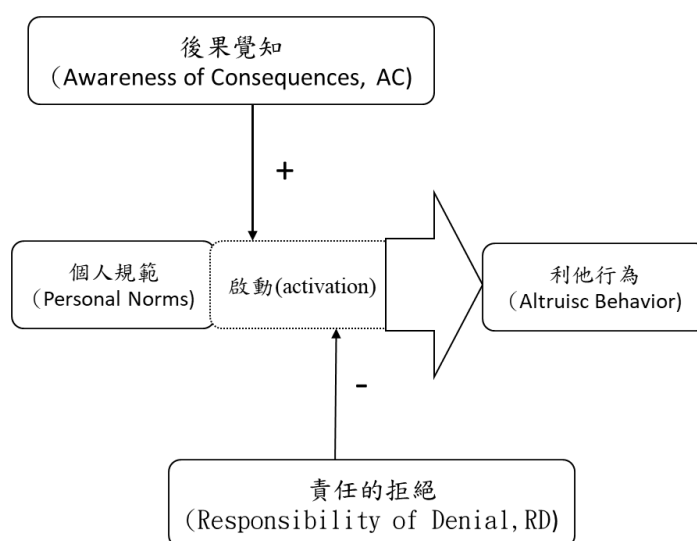 後果覺知
（Awareness of Consequences, AC)
+
個人規範
（Personal Norms)
啟動(activation)
利他行為
（Altruisc Behavior)
-
責任的拒絕
（Responsibility of Denial,RD)